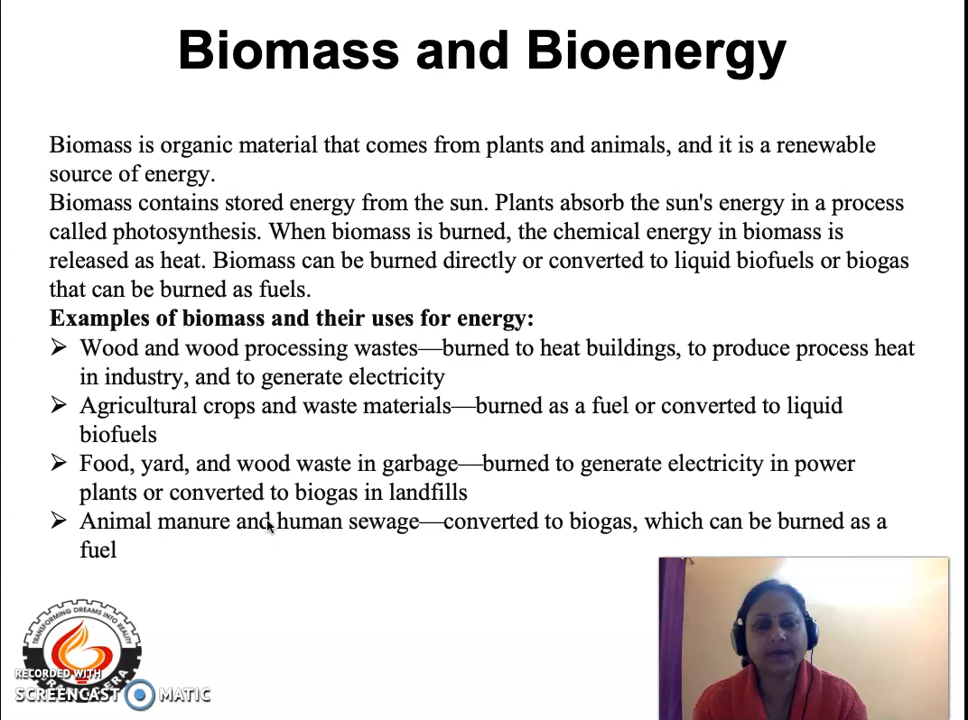 Biomass and Bioenergy
Biomass is organic material that comes from plants and animals, and it is a renewable
source of energy.
Biomass contains stored energy from the sun. Plants absorb the sun's energy in a process
called photosynthesis. When biomass is burned, the chemical energy in biomass is
released as heat. Biomass can be burned directly or converted to liquid biofuels or biogas
that can be burned as fuels.
Examples of biomass and their uses for energy:
➢ Wood and wood processing wastes—burned to heat buildings, to produce process heat
in industry, and to generate electricity
➢ Agricultural crops and waste materials—burned as a fuel or converted to liquid
biofuels
➢ Food, yard, and wood waste in garbage—burned to generate electricity in power
plants or converted to biogas in landfills
➢ Animal manure and human sewage—converted to biogas, which can be burned as a
fuel
TRANSFORMING DREAMS INTO REALITY
RECORDED WITH
SCREENCAST MATIC